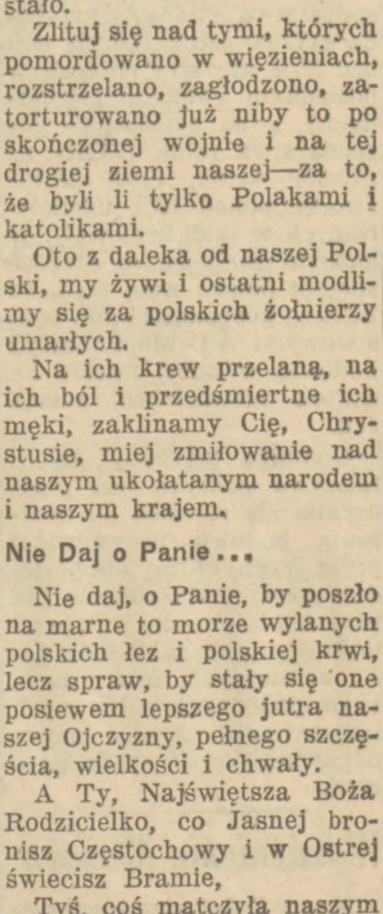 stało.
Zlituj się nad tymi, których
pomordowano w więzieniach,
rozstrzelano, zagłodzono, za-
torturowano już niby to po
skończonej wojnie i na tej
drogiej ziemi naszej—za to,
że byli li tylko Polakami i
katolikami.
Oto z daleka od naszej Pol-
ski, my żywi i ostatni modli-
my się za polskich żołnierzy
umarłych.
Na ich krew przelaną, na
ich ból i przedśmiertne ich
męki, zaklinamy Cię, Chry-
stusie, miej zmiłowanie nad
naszym ukołatanym narodem
i naszym krajem.
Nie Daj o Panie...
Nie daj, o Panie, by poszło
na marne to morze wylanych
polskich łez i polskiej krwi,
lecz spraw, by stały się one
posiewem lepszego jutra na-
szej Ojczyzny, pełnego szczę-
ścia, wielkości i chwały.
A Ty, Najświętsza Boża
Rodzicielko, co Jasnej bro-
nisz Częstochowy i w Ostrej
świecisz Bramie,
Tyś, coś matczyła naszym